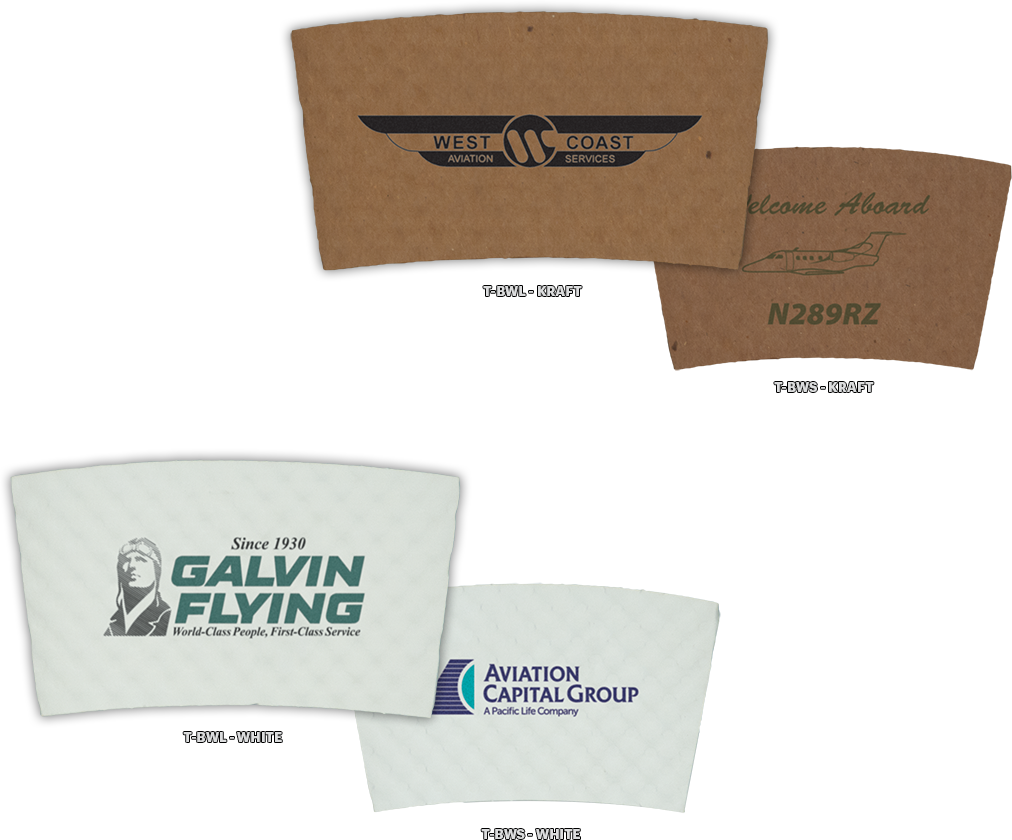 WEST COAST
AVIATION SERVICES
T-BWL - KRAFT
elcome Aboard
N289RZ
T-BWS - KRAFT
Since 1930
GALVIN
FLYING
World-Class People, First-Class Service
T-BWL - WHITE
AVIATION
CAPITAL GROUP
A Pacific Life Company
T-BWS - WHITE